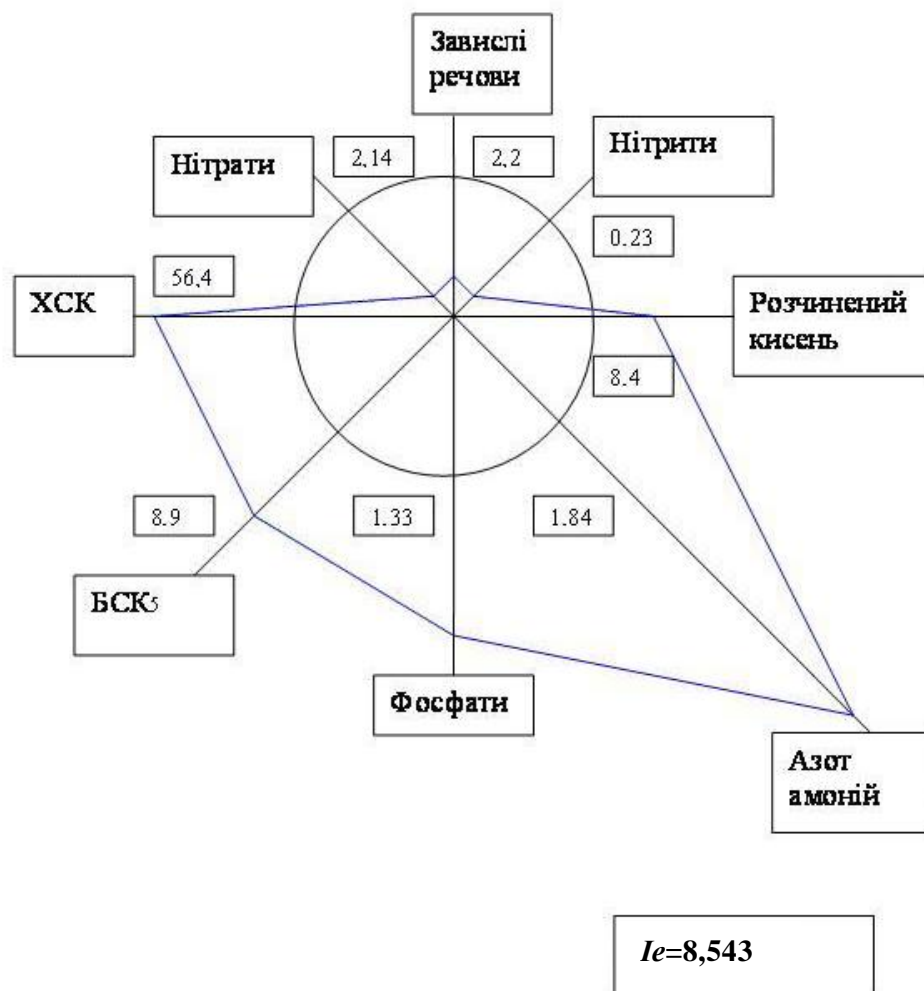 Завислі
речови
2,14
2,2
Нітрати
Нітрити
0.23
56,4
ХСК
Розчинений
кисень
8.4
8.9
1.33
1.84
БСК5
Фосфати
Азот
амоній
Ie=8,543